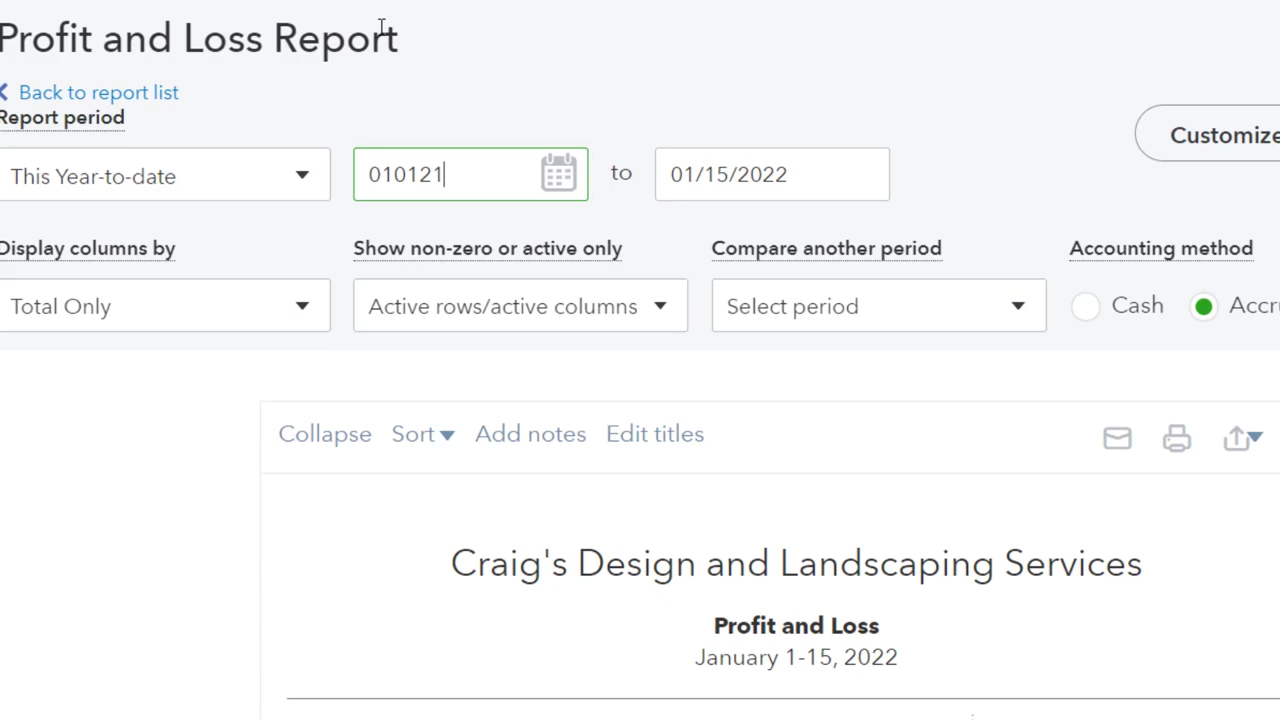 Profit and Loss Report
Back to report list
Report period
This Year-to-date 010121 to 01/15/2022
Customize
Display columns by Show non-zero or active only Compare another period Accounting method
Total Only Active rows/active columns Select period Cash Accru
Collapse Sort Add notes Edit titles
Craig's Design and Landscaping Services
Profit and Loss
January 1-15, 2022